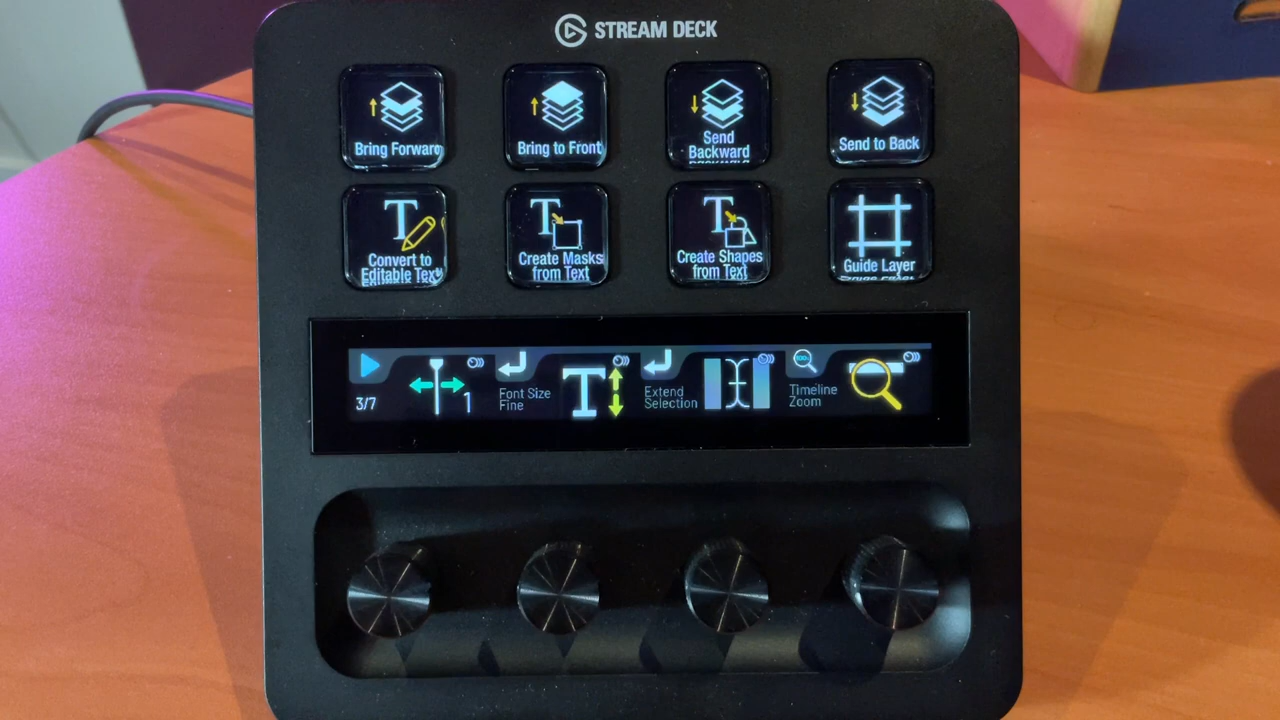 STREAM DECK
Bring Forward
Bring to Front
Send
Backward
Send to Back
Convert to
Editable Text
Create Masks
from Text
Create Shapes
from Text
Guide Layer
3/7
1
Font Size
Fine
Extend
Selection
100%
Timeline
Zoom